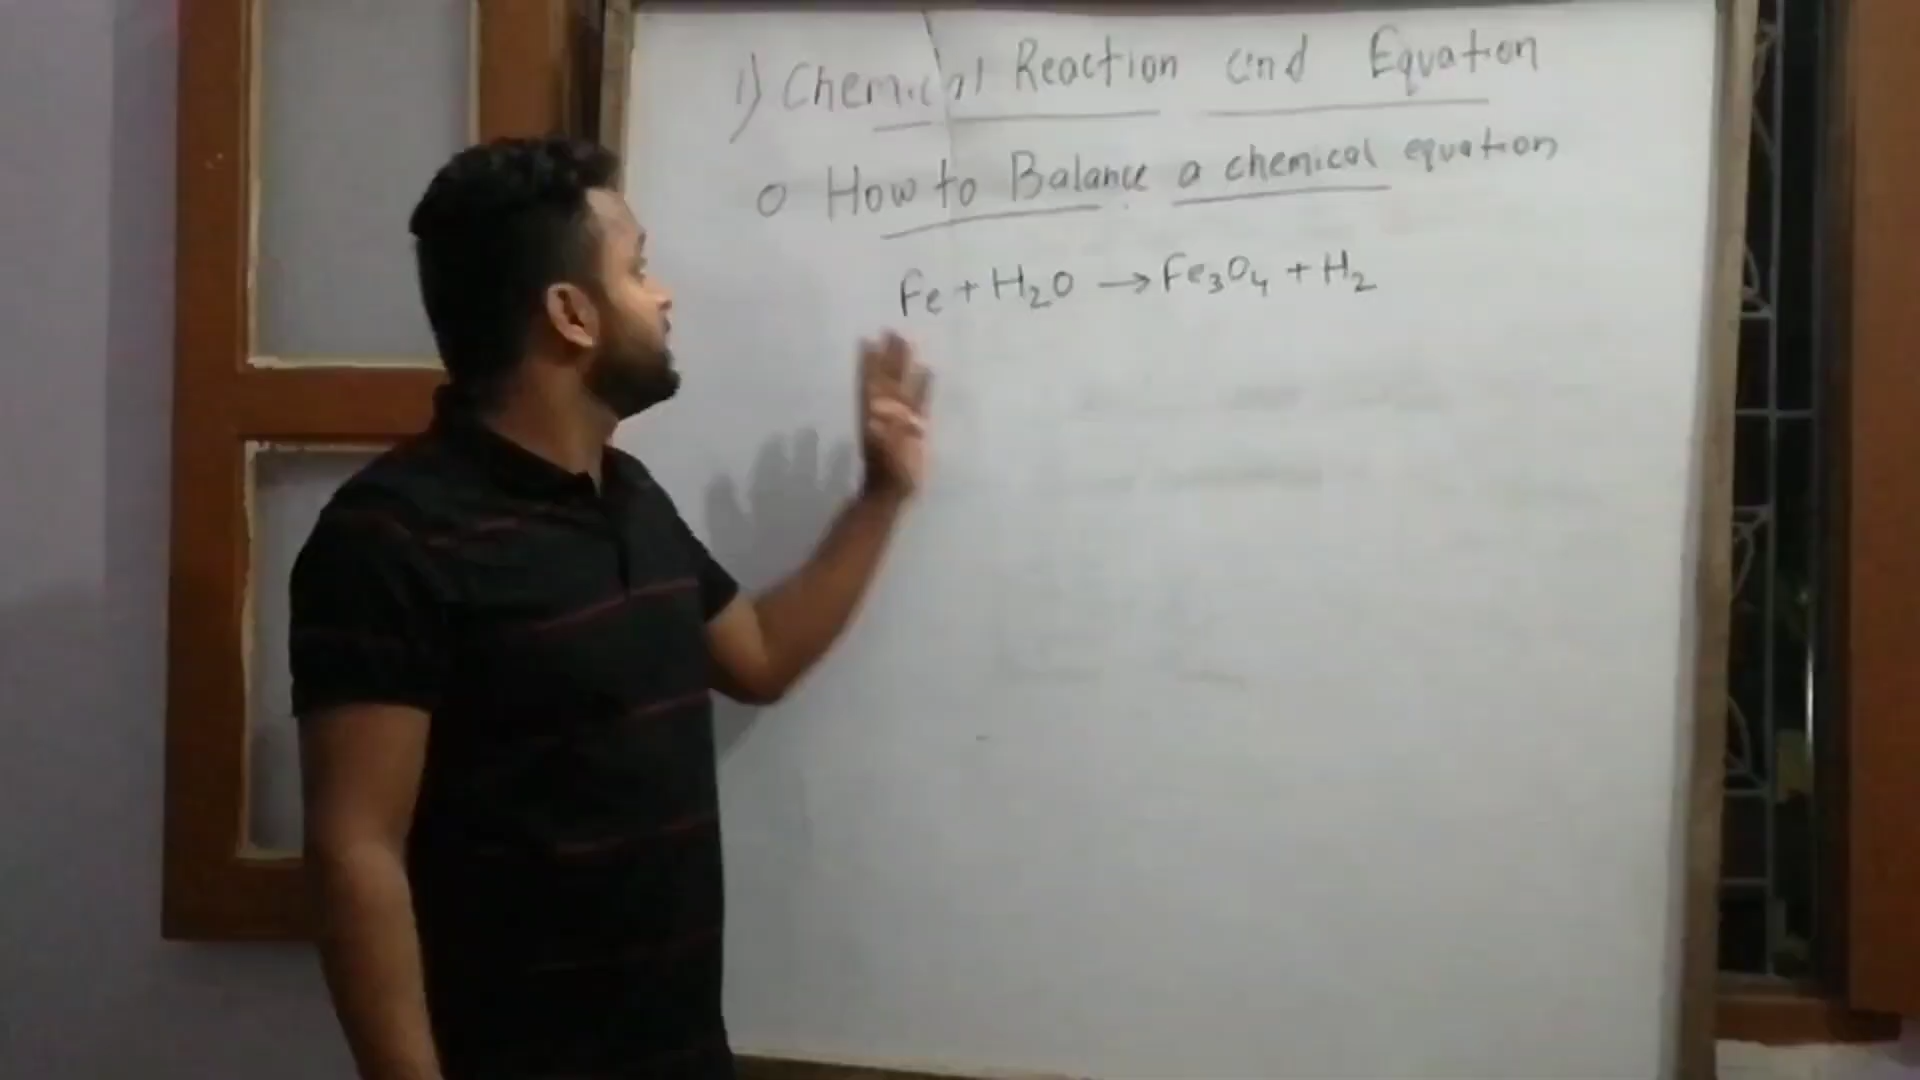 1) Chemical Reaction and Equation
o How to Balance a chemical equation
Fe + H₂O → Fe₃O₄ + H₂